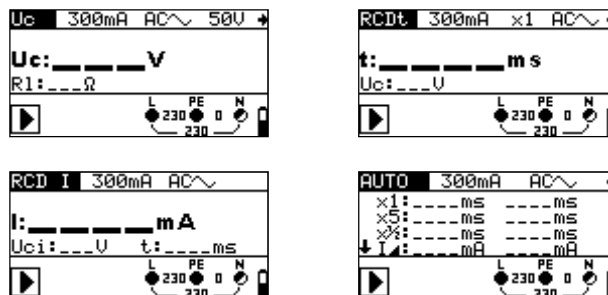 Uc 300mA AC 50V
Uc:____V
Rl:___Ω
L PE N
230 0
230
RCDt 300mA x1 AC
t:____ms
Uc:___V
L PE N
230 0
230
RCD I 300mA AC
I:____mA
Uci:___V t:____ms
L PE N
230 0
230
AUTO 300mA AC
x1:____ms ____ms
x5:____ms ____ms
x½:____ms ____ms
I◢:____mA ____mA
L PE N
230 0
230